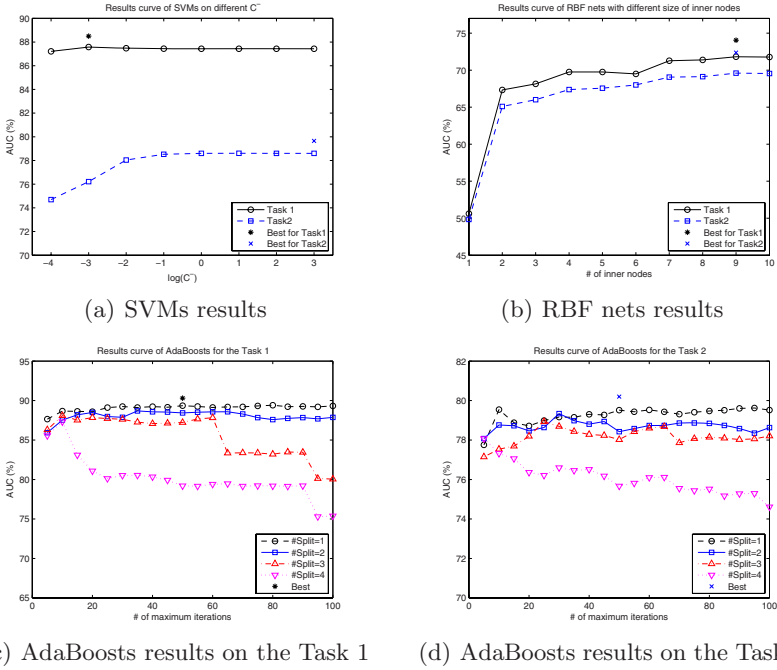 Results curve of SVMs on different C⁻
90
88
86
84
82
80
78
76
74
72
70
AUC (%)
−4 −3 −2 −1 0 1 2 3
log(C⁻)
Task 1
Task2
Best for Task1
Best for Task2
(a) SVMs results
Results curve of RBF nets with different size of inner nodes
75
70
65
60
55
50
45
AUC (%)
1 2 3 4 5 6 7 8 9 10
# of inner nodes
Task 1
Task2
Best for Task1
Best for Task2
(b) RBF nets results
Results curve of AdaBoosts for the Task 1
95
90
85
80
75
70
65
AUC (%)
0 20 40 60 80 100
# of maximum iterations
#Split=1
#Split=2
#Split=3
#Split=4
Best
) AdaBoosts results on the Task 1
Results curve of AdaBoosts for the Task 2
82
80
78
76
74
72
70
AUC (%)
0 20 40 60 80 100
# of maximum iterations
#Split=1
#Split=2
#Split=3
#Split=4
Best
(d) AdaBoosts results on the Tas